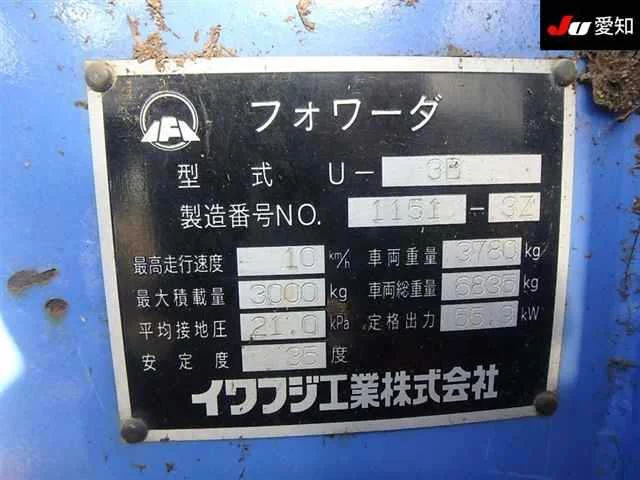 JU 愛知
フォワーダ
型式 U- 3B
製造番号NO. 1151 - 3Z
最高走行速度 10 km/h 車両重量 3780 kg
最大積載量 3000 kg 車両総重量 6835 kg
平均接地圧 21.0 kPa 定格出力 55.9 kW
安定度 35 度
イワフジ工業株式会社